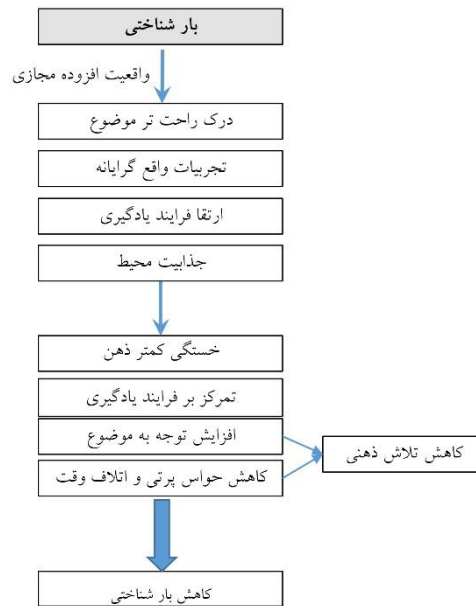 بار شناختی
واقعیت افزوده مجازی
درک راحت تر موضوع
تجربیات واقع گرایانه
ارتقا فرایند یادگیری
جذابیت محیط
خستگی کمتر ذهن
تمرکز بر فرایند یادگیری
افزایش توجه به موضوع
کاهش تلاش ذهنی
کاهش حواس پرتی و اتلاف وقت
کاهش بار شناختی